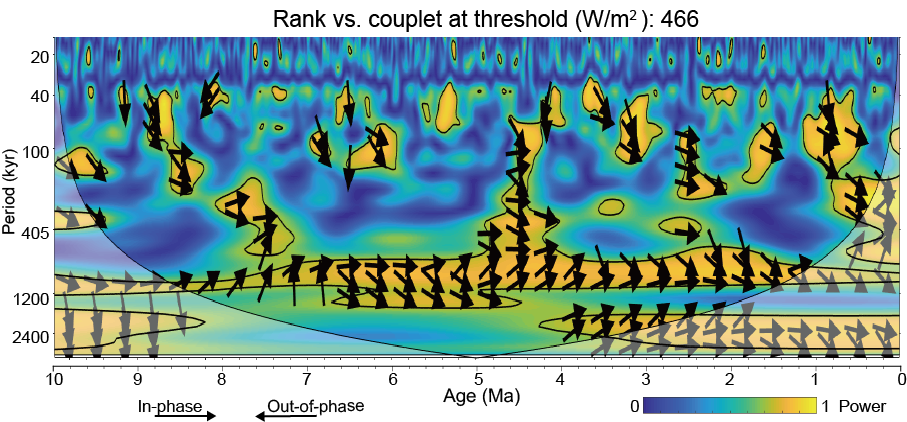 Rank vs. couplet at threshold (W/m²): 466
Period (kyr)
20
40
100
405
1200
2400
10 9 8 7 6 5 4 3 2 1 0
Age (Ma)
In-phase
Out-of-phase
0 1 Power